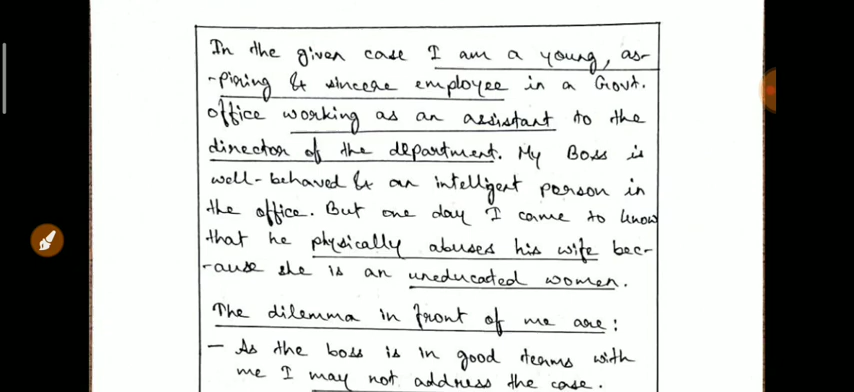 In the given case I am a young, as-
-piring & sincere employee in a Govt.
office working as an assistant to the
director of the department. My Boss is
well-behaved & an intelligent person in
the office. But one day I came to know
that he physically abuses his wife bec-
-ause she is an uneducated women.
The dilemma in front of me are:
- As the boss is in good terms with
me I may not address the case.